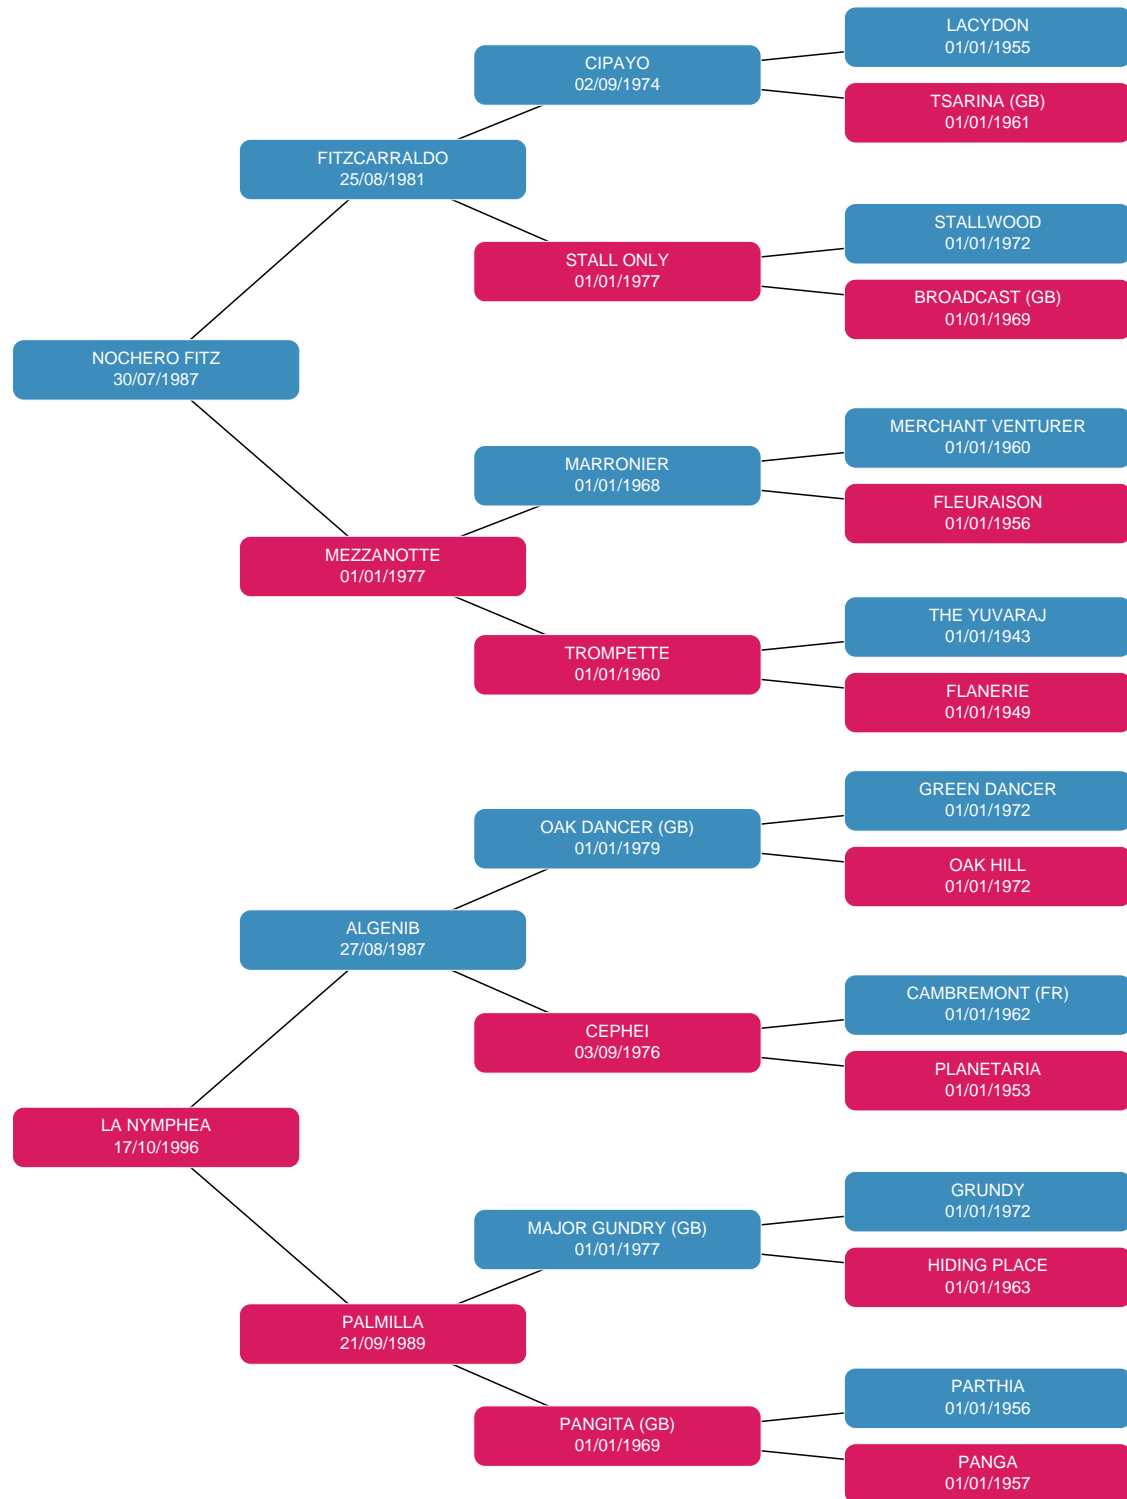 LACYDON
01/01/1955
CIPAYO
02/09/1974
TSARINA (GB)
01/01/1961
FITZCARRALDO
25/08/1981
STALLWOOD
01/01/1972
STALL ONLY
01/01/1977
BROADCAST (GB)
01/01/1969
NOCHERO FITZ
30/07/1987
MERCHANT VENTURER
01/01/1960
MARRONIER
01/01/1968
FLEURAISON
01/01/1956
MEZZANOTTE
01/01/1977
THE YUVARAJ
01/01/1943
TROMPETTE
01/01/1960
FLANERIE
01/01/1949
GREEN DANCER
01/01/1972
OAK DANCER (GB)
01/01/1979
OAK HILL
01/01/1972
ALGENIB
27/08/1987
CAMBREMONT (FR)
01/01/1962
CEPHEI
03/09/1976
PLANETARIA
01/01/1953
LA NYMPHEA
17/10/1996
GRUNDY
01/01/1972
MAJOR GUNDRY (GB)
01/01/1977
HIDING PLACE
01/01/1963
PALMILLA
21/09/1989
PARTHIA
01/01/1956
PANGITA (GB)
01/01/1969
PANGA
01/01/1957